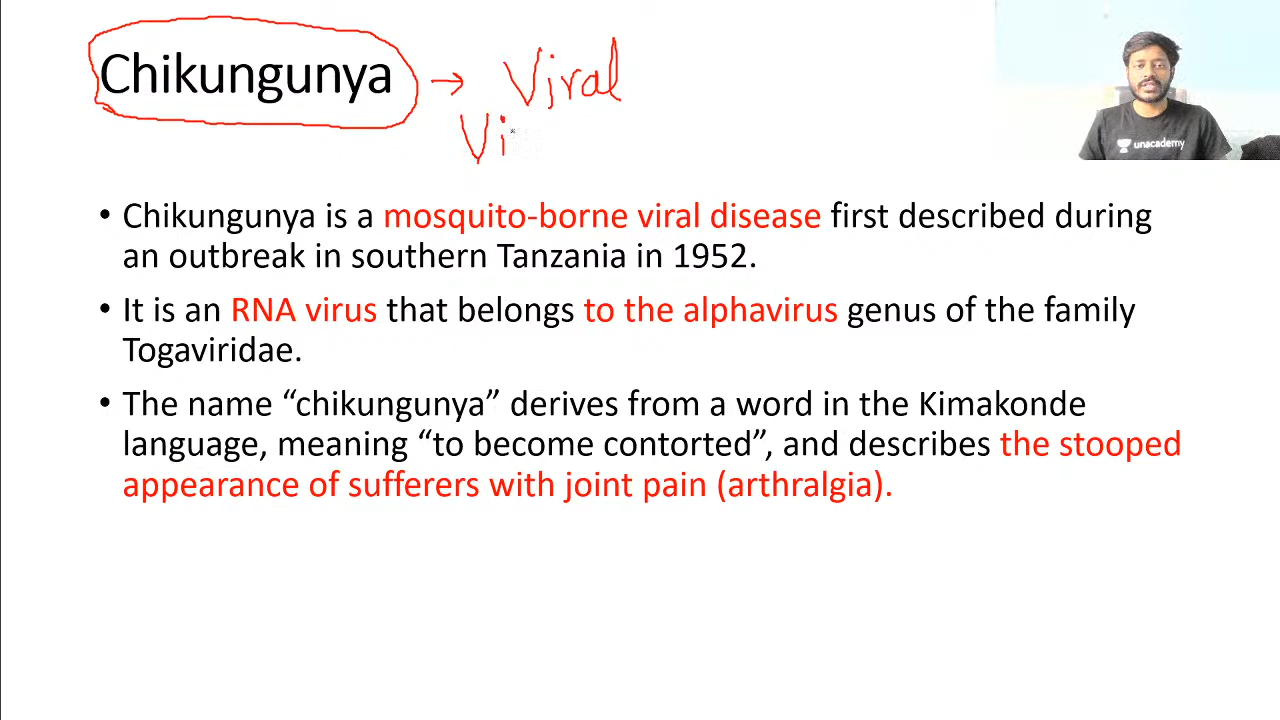 Chikungunya → Viral
Vi
unacademy
• Chikungunya is a mosquito-borne viral disease first described during
an outbreak in southern Tanzania in 1952.
• It is an RNA virus that belongs to the alphavirus genus of the family
Togaviridae.
• The name “chikungunya” derives from a word in the Kimakonde
language, meaning “to become contorted”, and describes the stooped
appearance of sufferers with joint pain (arthralgia).